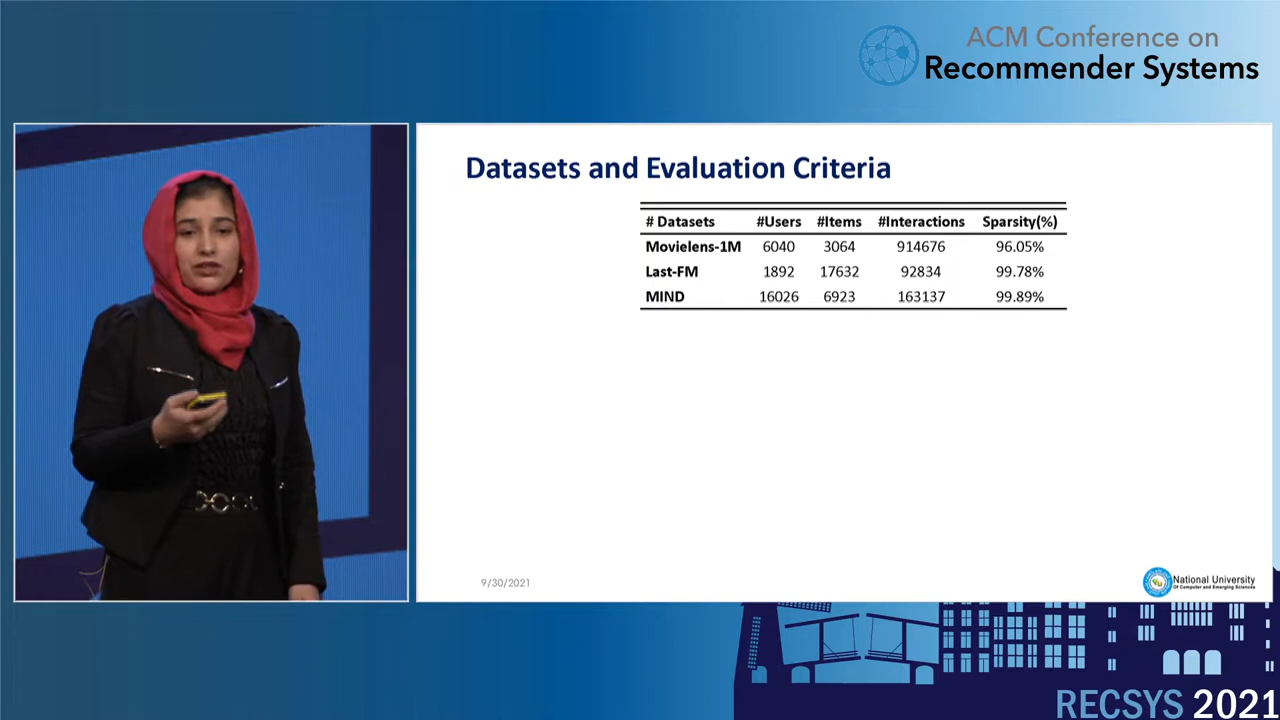 ACM Conference on
Recommender Systems
Datasets and Evaluation Criteria
# Datasets #Users #Items #Interactions Sparsity(%)
Movielens-1M 6040 3064 914676 96.05%
Last-FM 1892 17632 92834 99.78%
MIND 16026 6923 163137 99.89%
9/30/2021
National University
Of Computer and Emerging Sciences
RECSYS 2021